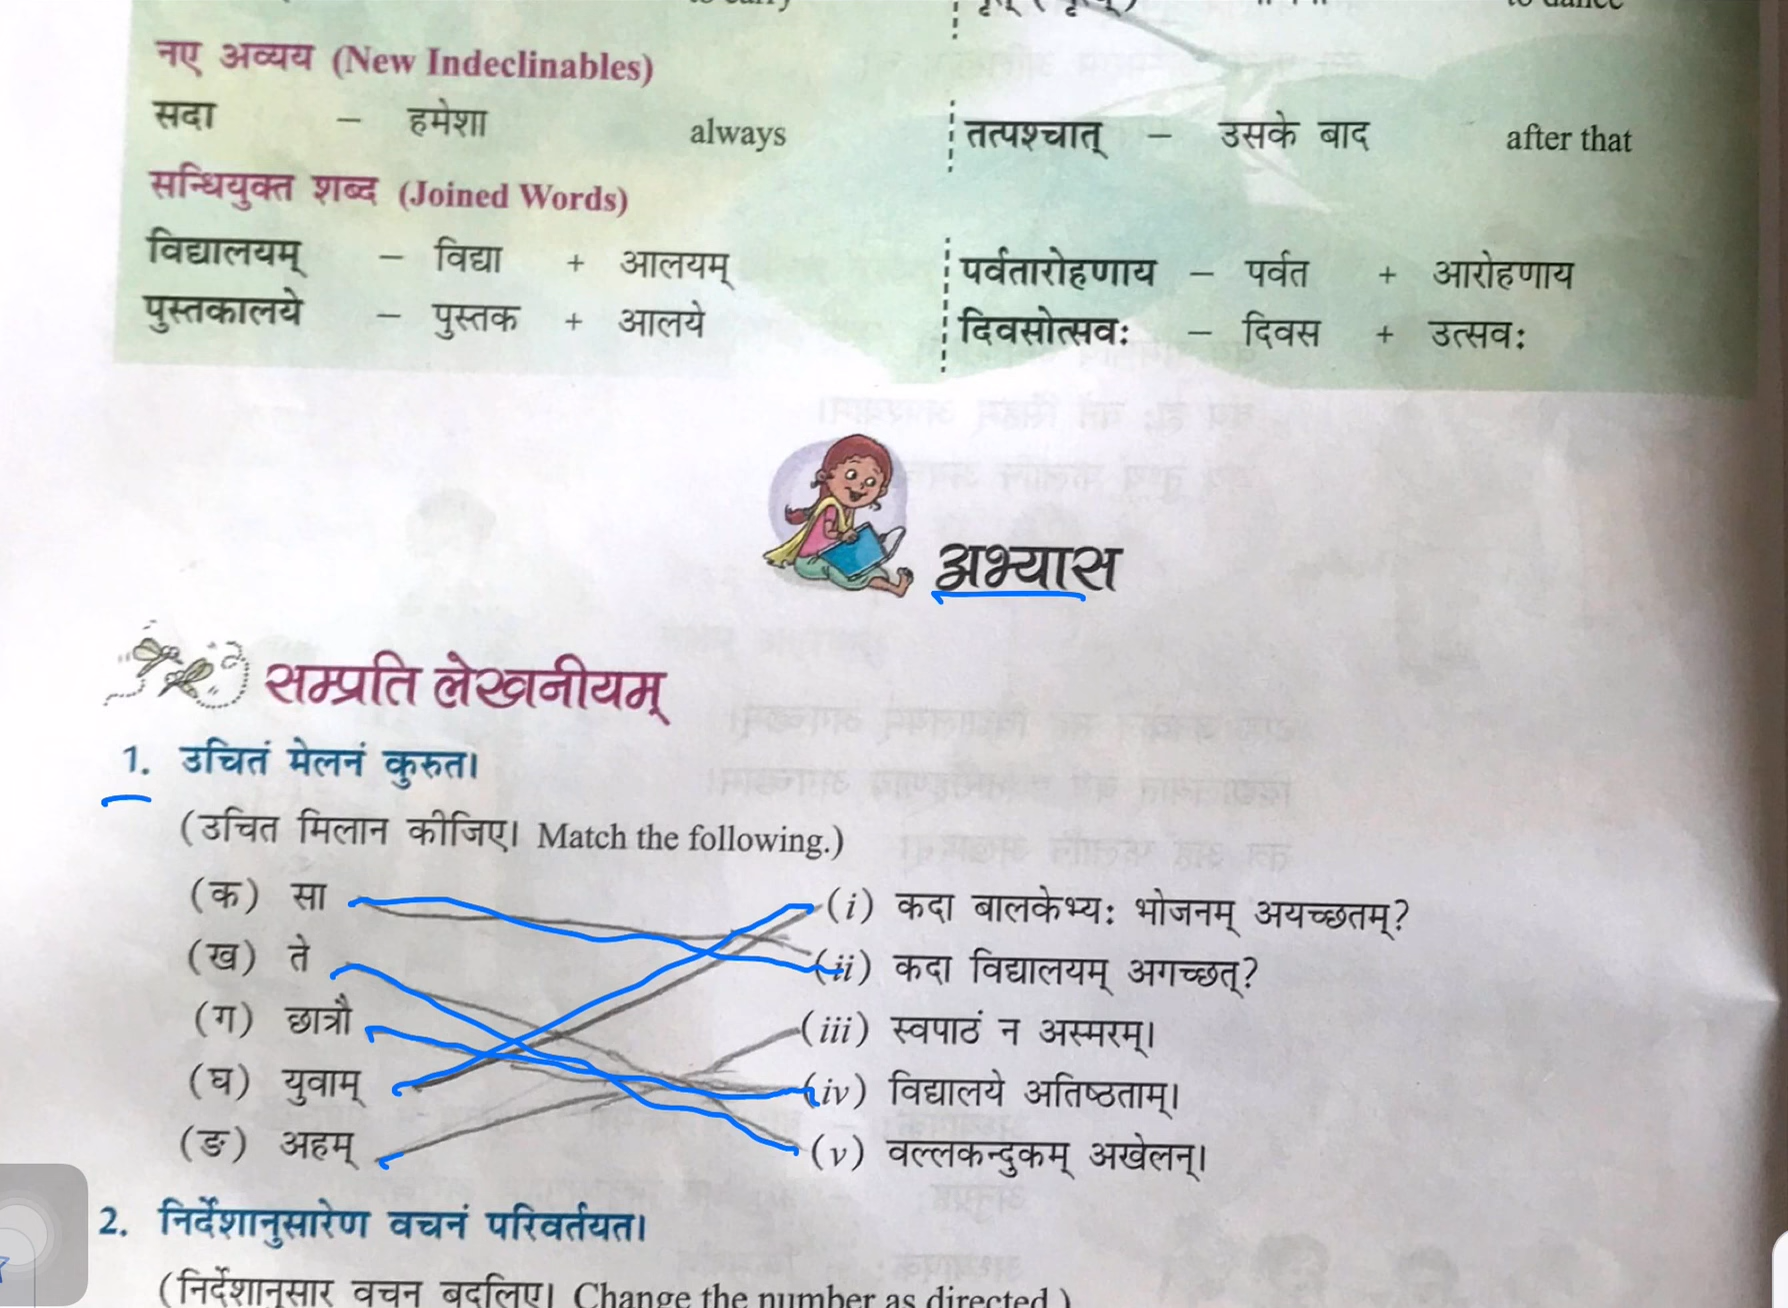 to carry to dance
नए अव्यय (New Indeclinables)
सदा – हमेशा always तत्पश्चात् – उसके बाद after that
सन्धियुक्त शब्द (Joined Words)
विद्यालयम् – विद्या + आलयम् पर्वतारोहणाय – पर्वत + आरोहणाय
पुस्तकालये – पुस्तक + आलये दिवसोत्सवः – दिवस + उत्सवः
अभ्यास
सम्प्रति लेखनीयम्
1. उचितं मेलनं कुरुत।
(उचित मिलान कीजिए। Match the following.)
(क) सा (i) कदा बालकेभ्यः भोजनम् अयच्छतम्?
(ख) ते (ii) कदा विद्यालयम् अगच्छत्?
(ग) छात्रौ (iii) स्वपाठं न अस्मरम्।
(घ) युवाम् (iv) विद्यालये अतिष्ठताम्।
(ङ) अहम् (v) वल्लकन्दुकम् अखेलन्।
2. निर्देशानुसारेण वचनं परिवर्तयत।
(निर्देशानुसार वचन बदलिए। Change the number as directed.)